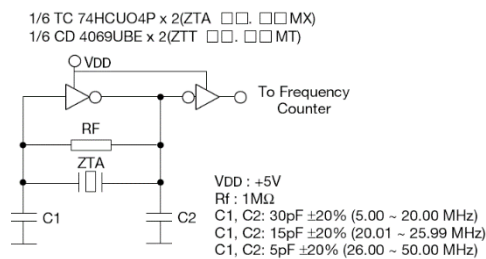 1/6 TC 74HCUO4P x 2(ZTA □□. □□MX)
1/6 CD 4069UBE x 2(ZTT □□. □□MT)
VDD
To Frequency
Counter
RF
ZTA
C1
C2
VDD : +5V
Rf : 1MΩ
C1, C2: 30pF ±20% (5.00 ~ 20.00 MHz)
C1, C2: 15pF ±20% (20.01 ~ 25.99 MHz)
C1, C2: 5pF ±20% (26.00 ~ 50.00 MHz)